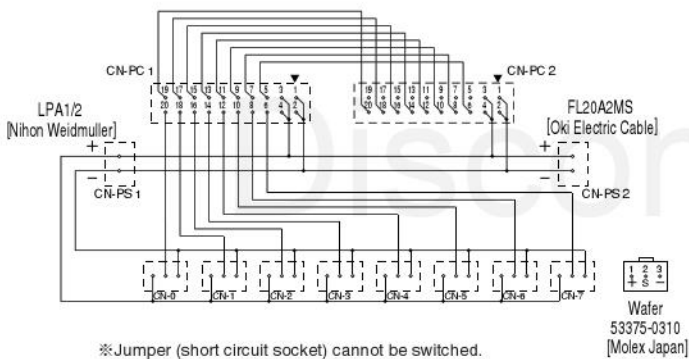 CN-PC 1
CN-PC 2
19 17 15 13 11 9 7 5 3 1
20 18 16 14 12 10 8 6 4 2
19 17 15 13 11 9 7 5 3 1
20 18 16 14 12 10 8 6 4 2
LPA1/2
[Nihon Weidmuller]
FL20A2MS
[Oki Electric Cable]
+
−
CN-PS 1
+
−
CN-PS 2
Discon
CN-0
CN-1
CN-2
CN-3
CN-4
CN-5
CN-6
CN-7
1 2 3
+ S −
Wafer
53375-0310
[Molex Japan]
※Jumper (short circuit socket) cannot be switched.